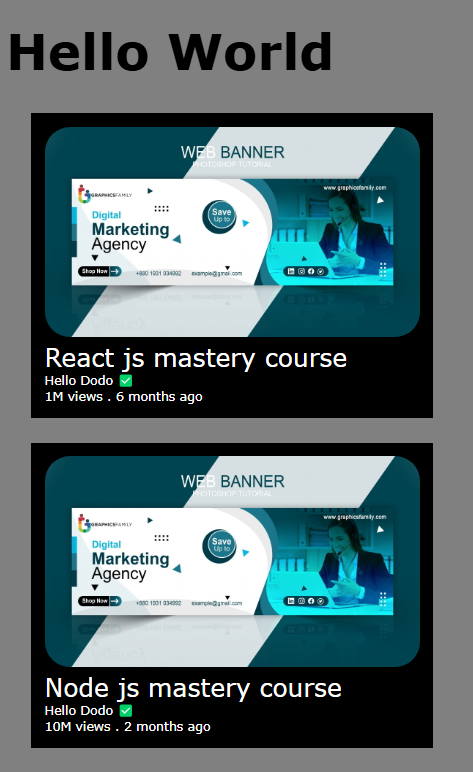 Hello World
WEB BANNER
PHOTOSHOP TUTORIAL
GRAPHICSFAMILY
www.graphicsfamily.com
Digital
Marketing
Agency
Save
Up to
Shop Now
+880 1931 034992
example@gmail.com
React js mastery course
Hello Dodo ✅
1M views . 6 months ago
WEB BANNER
PHOTOSHOP TUTORIAL
GRAPHICSFAMILY
www.graphicsfamily.com
Digital
Marketing
Agency
Save
Up to
Shop Now
+880 1931 034992
example@gmail.com
Node js mastery course
Hello Dodo ✅
10M views . 2 months ago